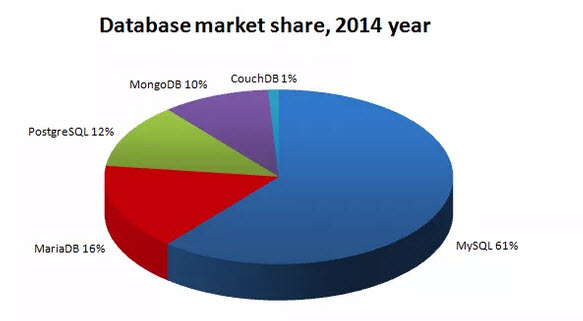 Database market share, 2014 year
CouchDB 1%
MongoDB 10%
PostgreSQL 12%
MariaDB 16%
MySQL 61%